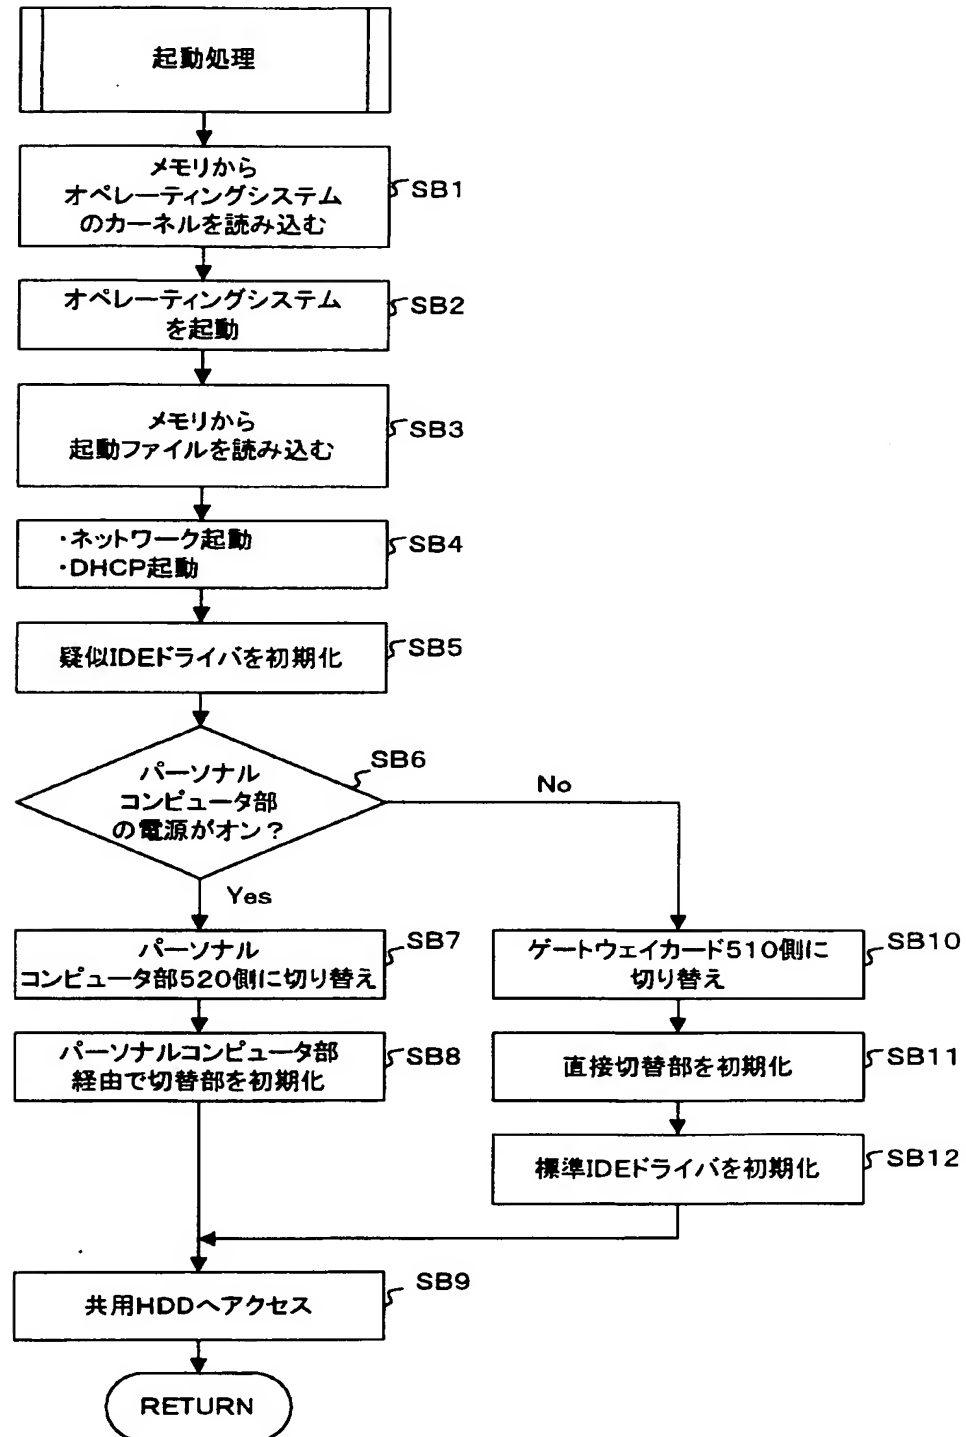 起動処理
メモリから
オペレーティングシステム
のカーネルを読み込む
SB1
オペレーティングシステム
を起動
SB2
メモリから
起動ファイルを読み込む
SB3
・ネットワーク起動
・DHCP起動
SB4
疑似IDEドライバを初期化
SB5
パーソナル
コンピュータ部
の電源がオン?
SB6
No
Yes
パーソナル
コンピュータ部520側に切り替え
SB7
ゲートウェイカード510側に
切り替え
SB10
パーソナルコンピュータ部
経由で切替部を初期化
SB8
直接切替部を初期化
SB11
標準IDEドライバを初期化
SB12
共用HDDへアクセス
SB9
RETURN